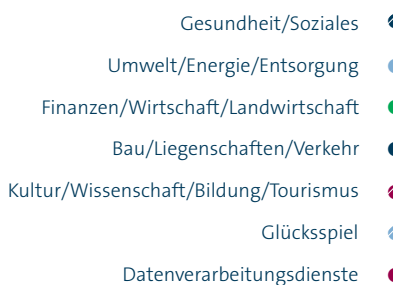 Gesundheit/Soziales
Umwelt/Energie/Entsorgung
Finanzen/Wirtschaft/Landwirtschaft
Bau/Liegenschaften/Verkehr
Kultur/Wissenschaft/Bildung/Tourismus
Glücksspiel
Datenverarbeitungsdienste